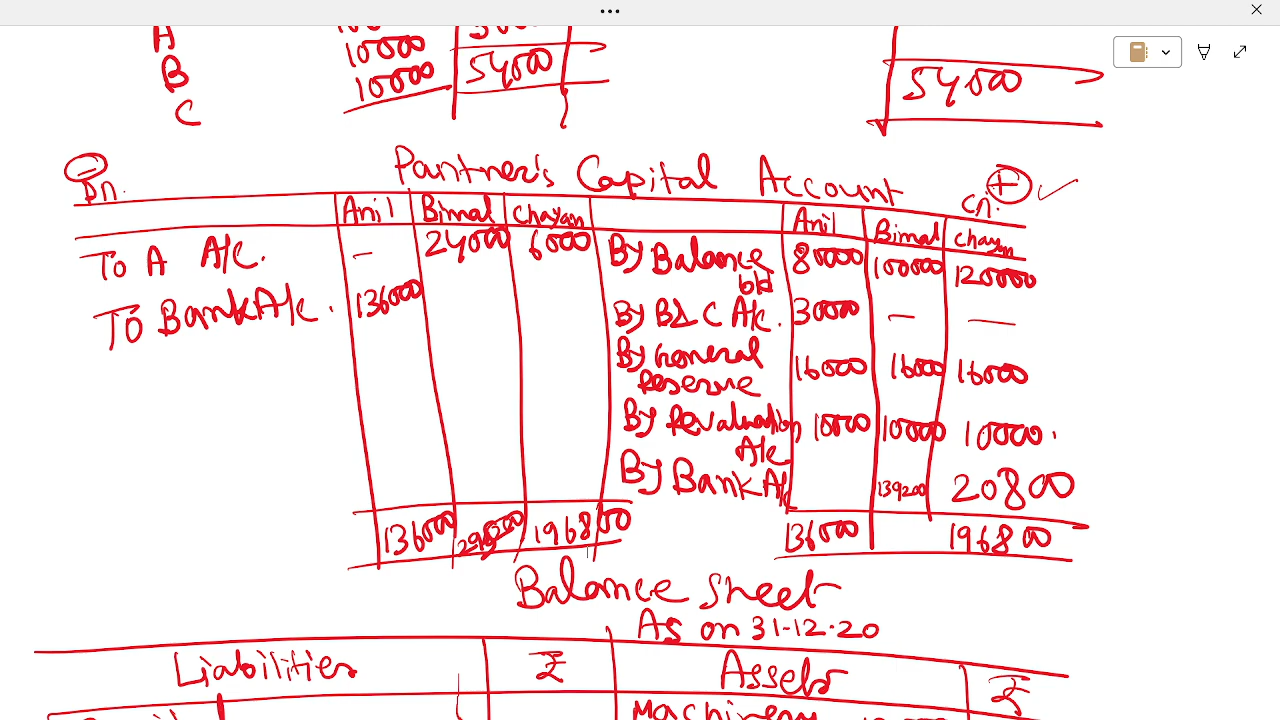 A
B 10000
C 10000 54000 54000
Partner's Capital Account
Dr. Cr. +
Anil Bimal Chayan Anil Bimal Chayan
To A A/c. — 24000 6000 By Balance b/d 80000 100000 120000
To Bank A/c. 136000 By B & C A/c. 30000 — —
By General Reserve 16000 16000 16000
By Revaluation A/c 10000 10000 10000
By Bank A/c 139200 20800
136000 196800 136000 196800
Balance Sheet
As on 31-12-20
Liabilities ₹ Assets ₹
Machinery